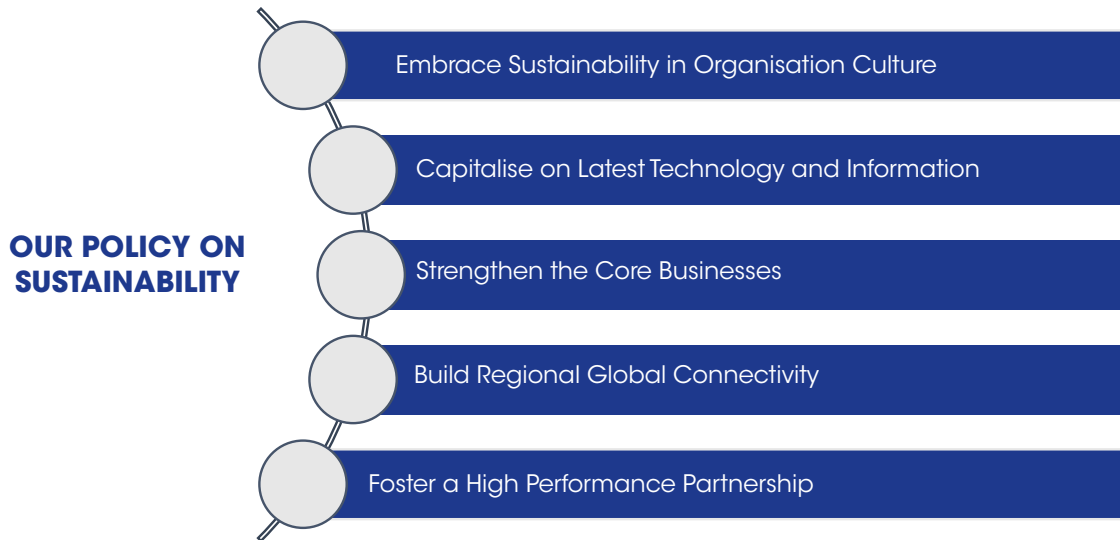 OUR POLICY ON
SUSTAINABILITY
Embrace Sustainability in Organisation Culture
Capitalise on Latest Technology and Information
Strengthen the Core Businesses
Build Regional Global Connectivity
Foster a High Performance Partnership